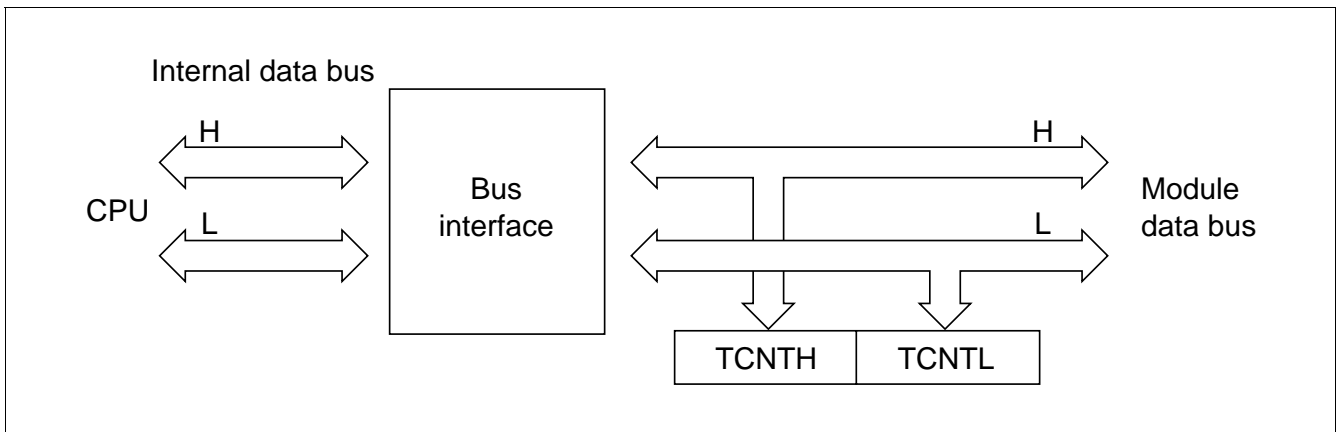 Internal data bus
H
H
CPU
Bus
interface
Module
data bus
L
L
TCNTH
TCNTL